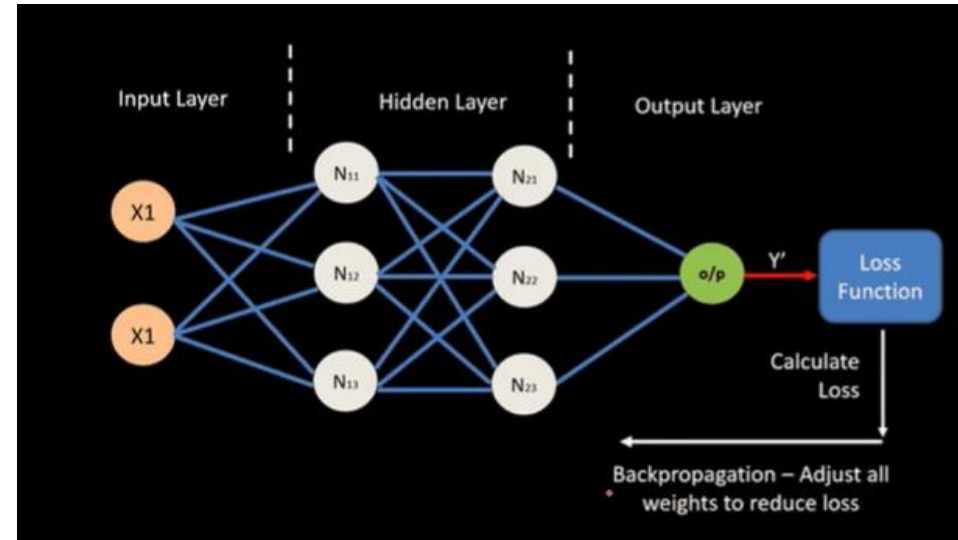 Input Layer
Hidden Layer
Output Layer
X1
X1
N₁₁
N₁₂
N₁₃
N₂₁
N₂₂
N₂₃
o/p
Y'
Loss
Function
Calculate
Loss
Backpropagation – Adjust all
weights to reduce loss